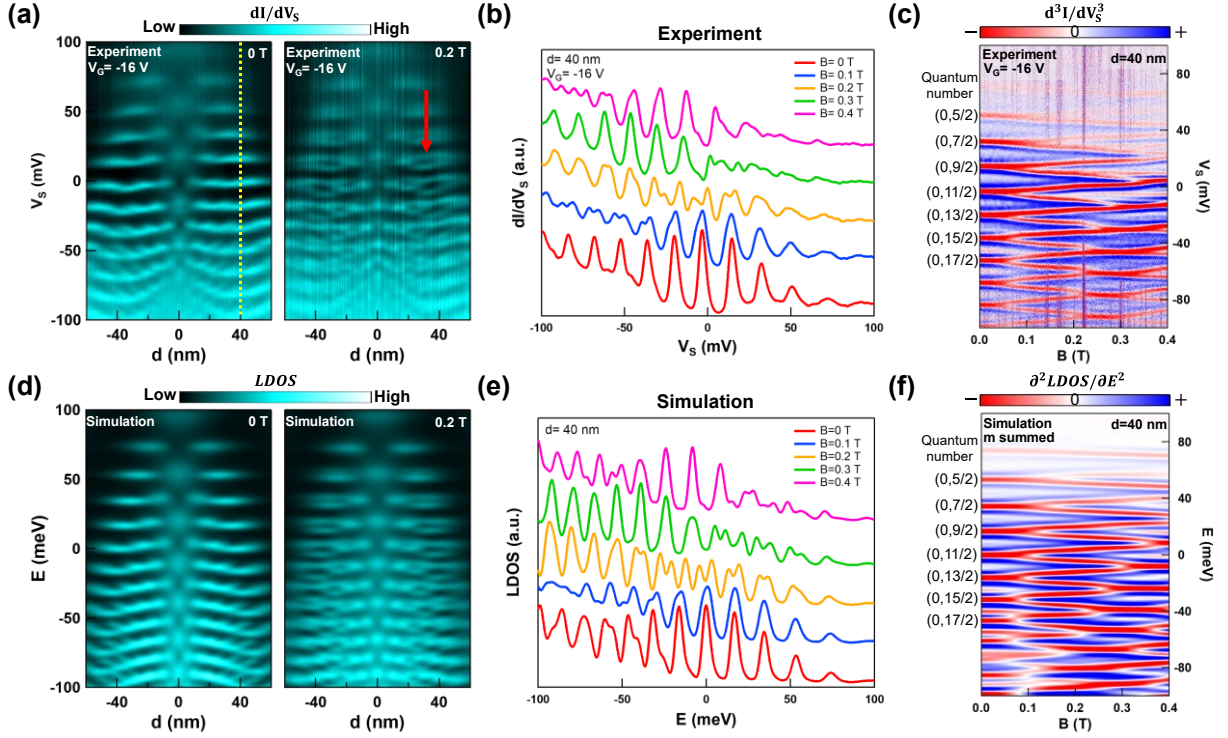 (a)
dI/dV_S
Low
High
Experiment
V_G= -16 V
0 T
Experiment
V_G= -16 V
0.2 T
100
50
0
-50
-100
V_S (mV)
-40 0 40
-40 0 40
d (nm)
d (nm)
(b)
Experiment
d= 40 nm
V_G= -16 V
B= 0 T
B= 0.1 T
B= 0.2 T
B= 0.3 T
B= 0.4 T
dI/dV_S (a.u.)
-100 -50 0 50 100
V_S (mV)
(c)
d³I/dV_S³
− 0 +
Experiment
V_G= -16 V
d=40 nm
Quantum
number
(0,5/2)
(0,7/2)
(0,9/2)
(0,11/2)
(0,13/2)
(0,15/2)
(0,17/2)
80
40
0
-40
-80
V_S (mV)
0.0 0.1 0.2 0.3 0.4
B (T)
(d)
LDOS
Low
High
Simulation
0 T
Simulation
0.2 T
100
50
0
-50
-100
E (meV)
-40 0 40
-40 0 40
d (nm)
d (nm)
(e)
Simulation
d= 40 nm
B=0 T
B=0.1 T
B=0.2 T
B=0.3 T
B=0.4 T
LDOS (a.u.)
-100 -50 0 50 100
E (meV)
(f)
∂²LDOS/∂E²
− 0 +
Simulation
m summed
d=40 nm
Quantum
number
(0,5/2)
(0,7/2)
(0,9/2)
(0,11/2)
(0,13/2)
(0,15/2)
(0,17/2)
80
40
0
-40
-80
E (meV)
0.0 0.1 0.2 0.3 0.4
B (T)